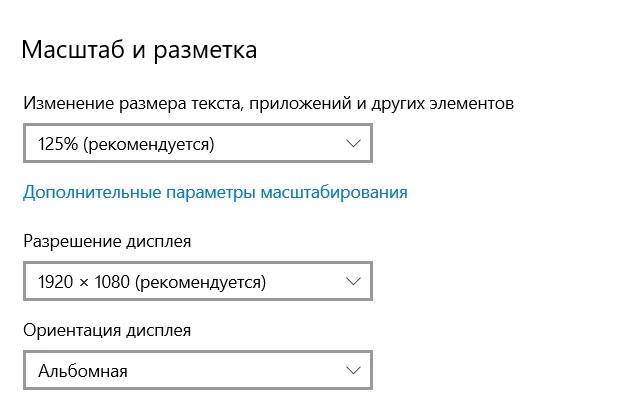 Масштаб и разметка
Изменение размера текста, приложений и других элементов
125% (рекомендуется)
Дополнительные параметры масштабирования
Разрешение дисплея
1920 × 1080 (рекомендуется)
Ориентация дисплея
Альбомная